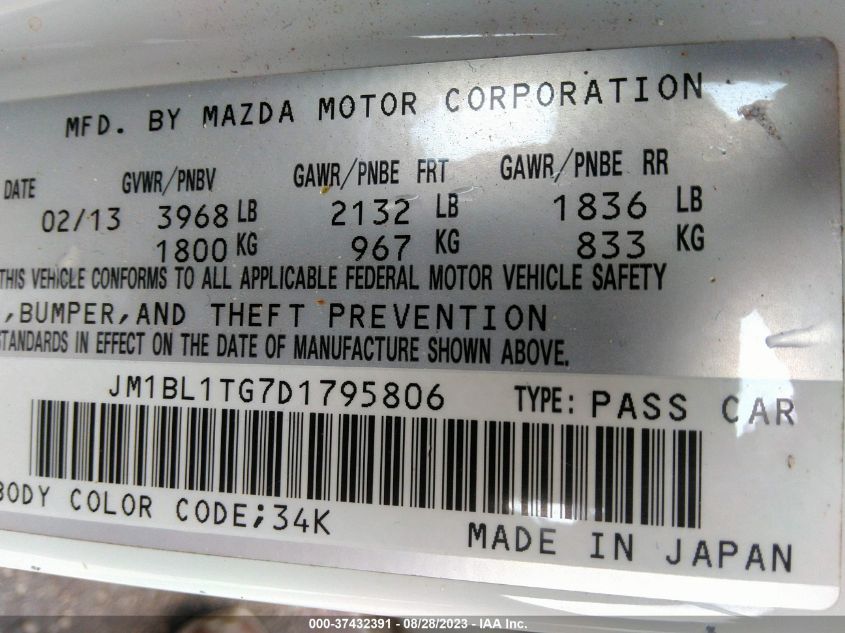 MFD. BY MAZDA MOTOR CORPORATION
DATE GVWR/PNBV GAWR/PNBE FRT GAWR/PNBE RR
02/13 3968 LB 2132 LB 1836 LB
1800 KG 967 KG 833 KG
THIS VEHICLE CONFORMS TO ALL APPLICABLE FEDERAL MOTOR VEHICLE SAFETY
,BUMPER,AND THEFT PREVENTION
STANDARDS IN EFFECT ON THE DATE OF MANUFACTURE SHOWN ABOVE.
JM1BL1TG7D1795806 TYPE: PASS CAR
BODY COLOR CODE;34K
MADE IN JAPAN
000-37432391 - 08/28/2023 - IAA Inc.